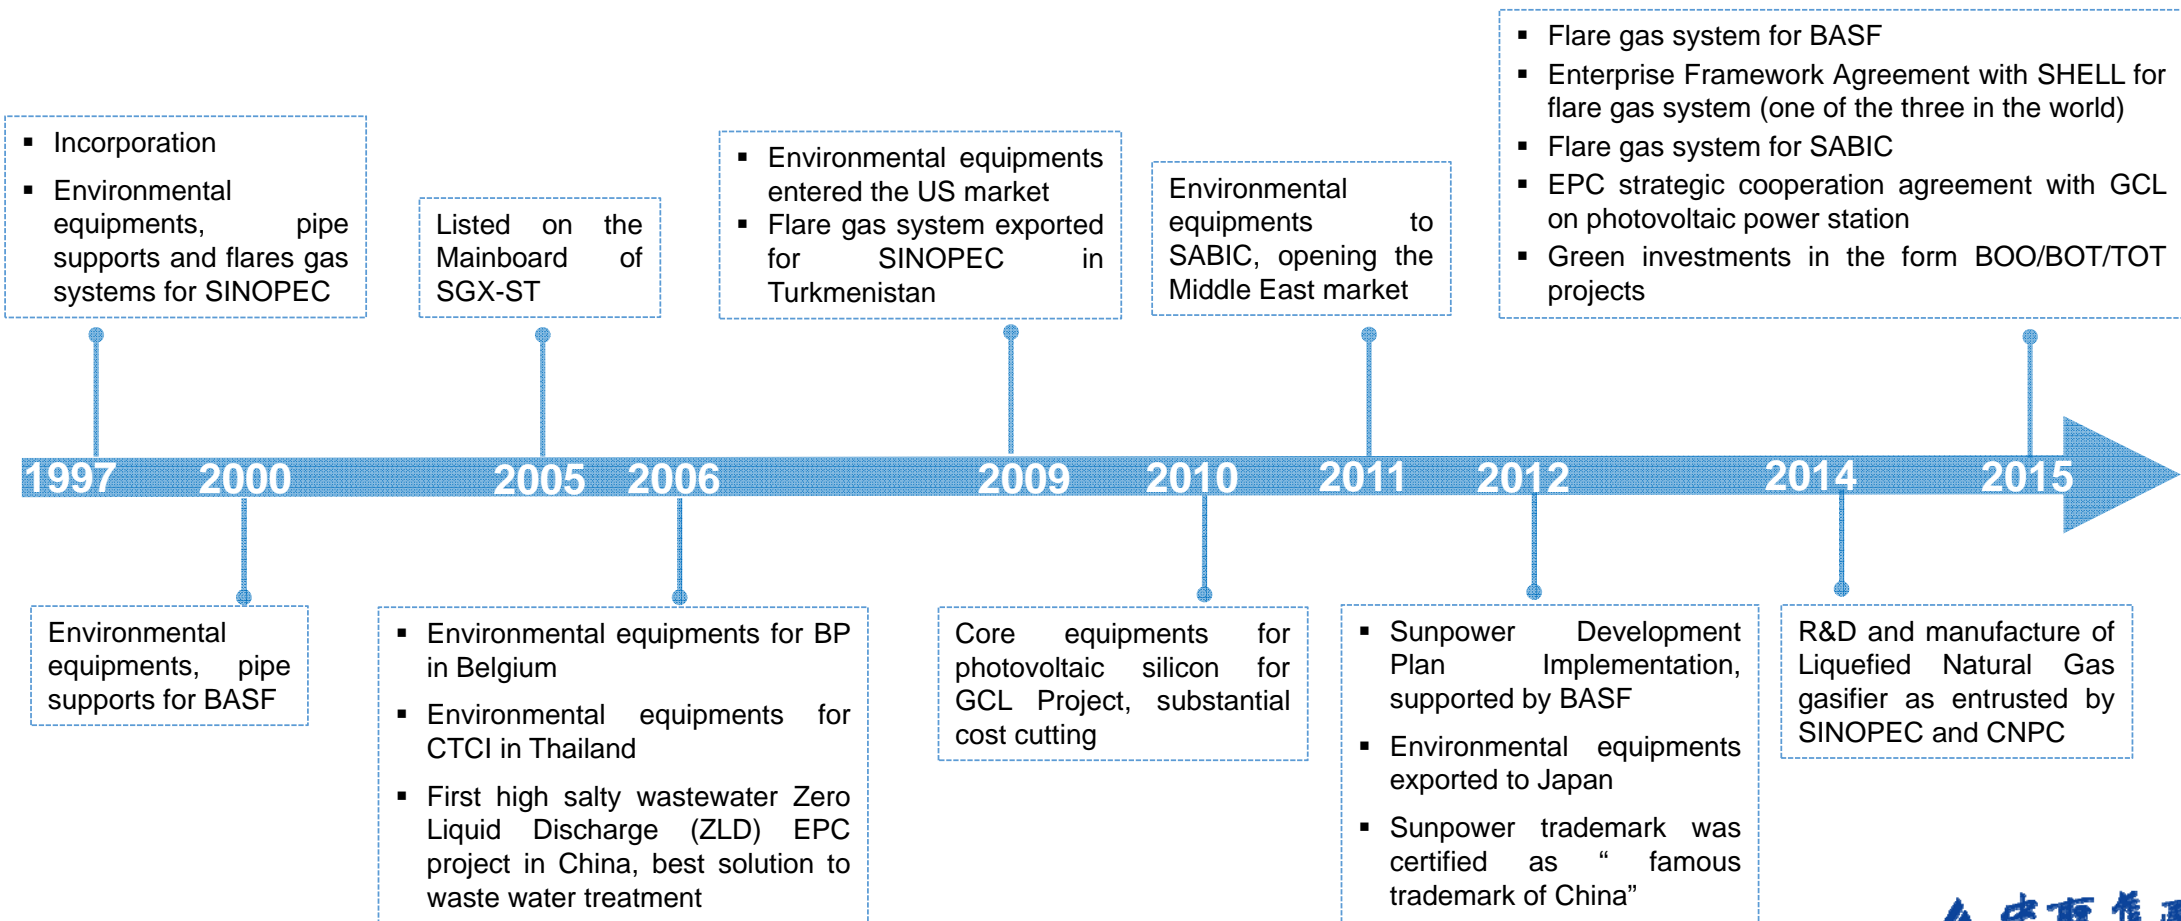 ▪ Incorporation
▪ Environmental
equipments, pipe
supports and flares gas
systems for SINOPEC
Listed on the
Mainboard of
SGX-ST
▪ Environmental equipments
entered the US market
▪ Flare gas system exported
for SINOPEC in
Turkmenistan
Environmental
equipments to
SABIC, opening the
Middle East market
▪ Flare gas system for BASF
▪ Enterprise Framework Agreement with SHELL for
flare gas system (one of the three in the world)
▪ Flare gas system for SABIC
▪ EPC strategic cooperation agreement with GCL
on photovoltaic power station
▪ Green investments in the form BOO/BOT/TOT
projects
1997 2000 2005 2006 2009 2010 2011 2012 2014 2015
Environmental
equipments, pipe
supports for BASF
▪ Environmental equipments for BP
in Belgium
▪ Environmental equipments for
CTCI in Thailand
▪ First high salty wastewater Zero
Liquid Discharge (ZLD) EPC
project in China, best solution to
waste water treatment
Core equipments for
photovoltaic silicon for
GCL Project, substantial
cost cutting
▪ Sunpower Development
Plan Implementation,
supported by BASF
▪ Environmental equipments
exported to Japan
▪ Sunpower trademark was
certified as “ famous
trademark of China”
R&D and manufacture of
Liquefied Natural Gas
gasifier as entrusted by
SINOPEC and CNPC